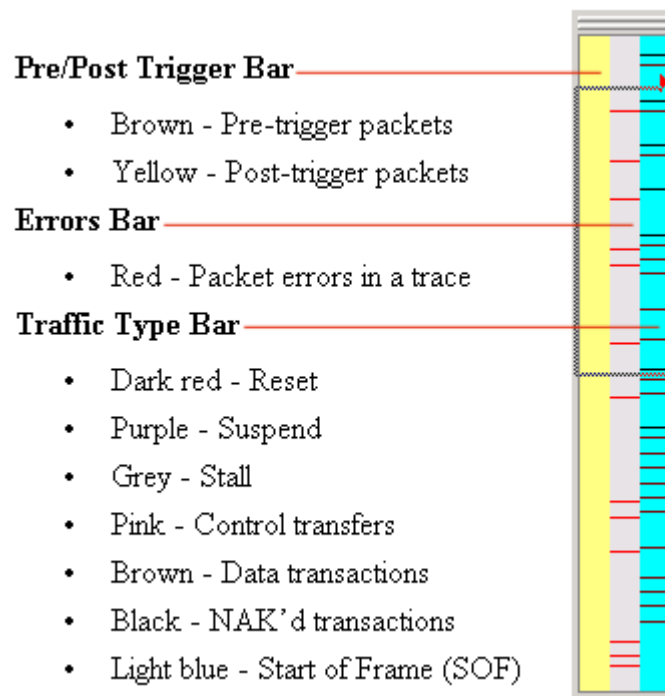 Pre/Post Trigger Bar
• Brown - Pre-trigger packets
• Yellow - Post-trigger packets
Errors Bar
• Red - Packet errors in a trace
Traffic Type Bar
• Dark red - Reset
• Purple - Suspend
• Grey - Stall
• Pink - Control transfers
• Brown - Data transactions
• Black - NAK’d transactions
• Light blue - Start of Frame (SOF)